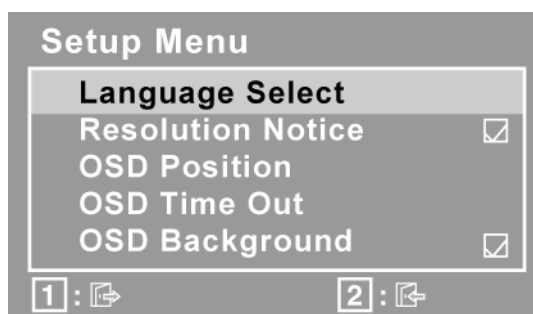 Setup Menu
Language Select
Resolution Notice
OSD Position
OSD Time Out
OSD Background
1 : 2 :